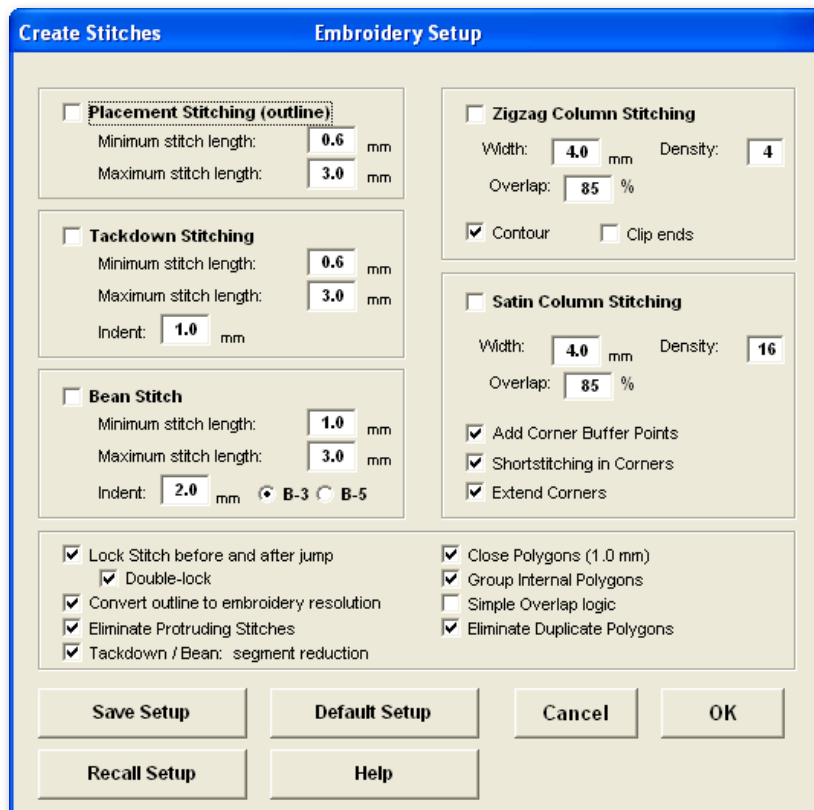 Create Stitches Embroidery Setup
Placement Stitching (outline)
Minimum stitch length: 0.6 mm
Maximum stitch length: 3.0 mm
Tackdown Stitching
Minimum stitch length: 0.6 mm
Maximum stitch length: 3.0 mm
Indent: 1.0 mm
Bean Stitch
Minimum stitch length: 1.0 mm
Maximum stitch length: 3.0 mm
Indent: 2.0 mm B-3 B-5
Zigzag Column Stitching
Width: 4.0 mm Density: 4
Overlap: 85 %
Contour Clip ends
Satin Column Stitching
Width: 4.0 mm Density: 16
Overlap: 85 %
Add Corner Buffer Points
Shortstitching in Corners
Extend Corners
Lock Stitch before and after jump
Double-lock
Convert outline to embroidery resolution
Eliminate Protruding Stitches
Tackdown / Bean: segment reduction
Close Polygons (1.0 mm)
Group Internal Polygons
Simple Overlap logic
Eliminate Duplicate Polygons
Save Setup Default Setup Cancel OK
Recall Setup Help